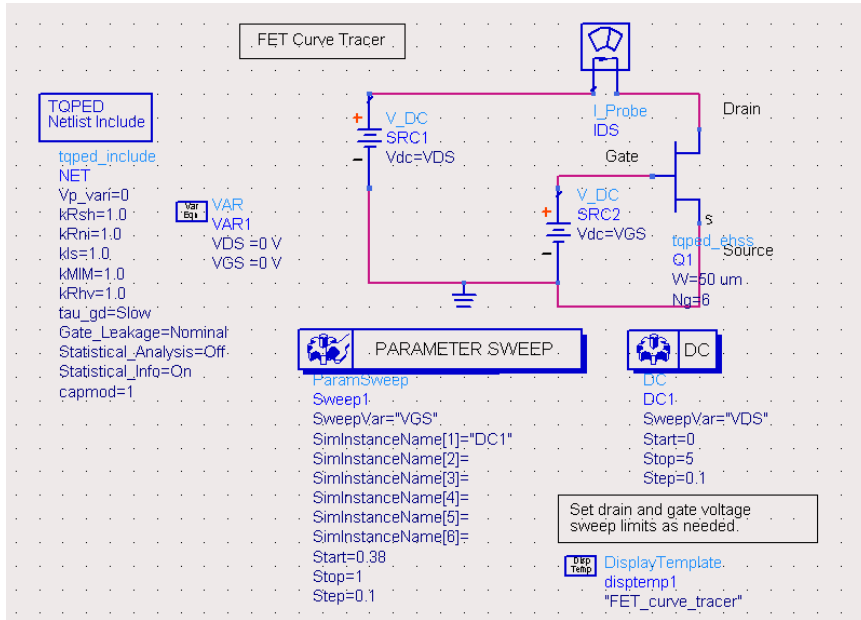 FET Curve Tracer
TQPED
Netlist Include
tqped_include
NET
Vp_vari=0
kRsh=1.0
kRni=1.0
kIs=1.0
kMIM=1.0
kRhv=1.0
tau_gd=Slow
Gate_Leakage=Nominal
Statistical_Analysis=Off
Statistical_Info=On
capmod=1
Var
Eqn
VAR
VAR1
VDS =0 V
VGS =0 V
+
V_DC
SRC1
Vdc=VDS
-
I_Probe
IDS
Drain
Gate
+
V_DC
SRC2
Vdc=VGS
-
S
tqped_ehss
Source
Q1
W=50 um
Ng=6
PARAMETER SWEEP
ParamSweep
Sweep1
SweepVar="VGS"
SimInstanceName[1]="DC1"
SimInstanceName[2]=
SimInstanceName[3]=
SimInstanceName[4]=
SimInstanceName[5]=
SimInstanceName[6]=
Start=0.38
Stop=1
Step=0.1
DC
DC
DC1
SweepVar="VDS"
Start=0
Stop=5
Step=0.1
Set drain and gate voltage
sweep limits as needed.
Disp
Temp
DisplayTemplate
disptemp1
"FET_curve_tracer"